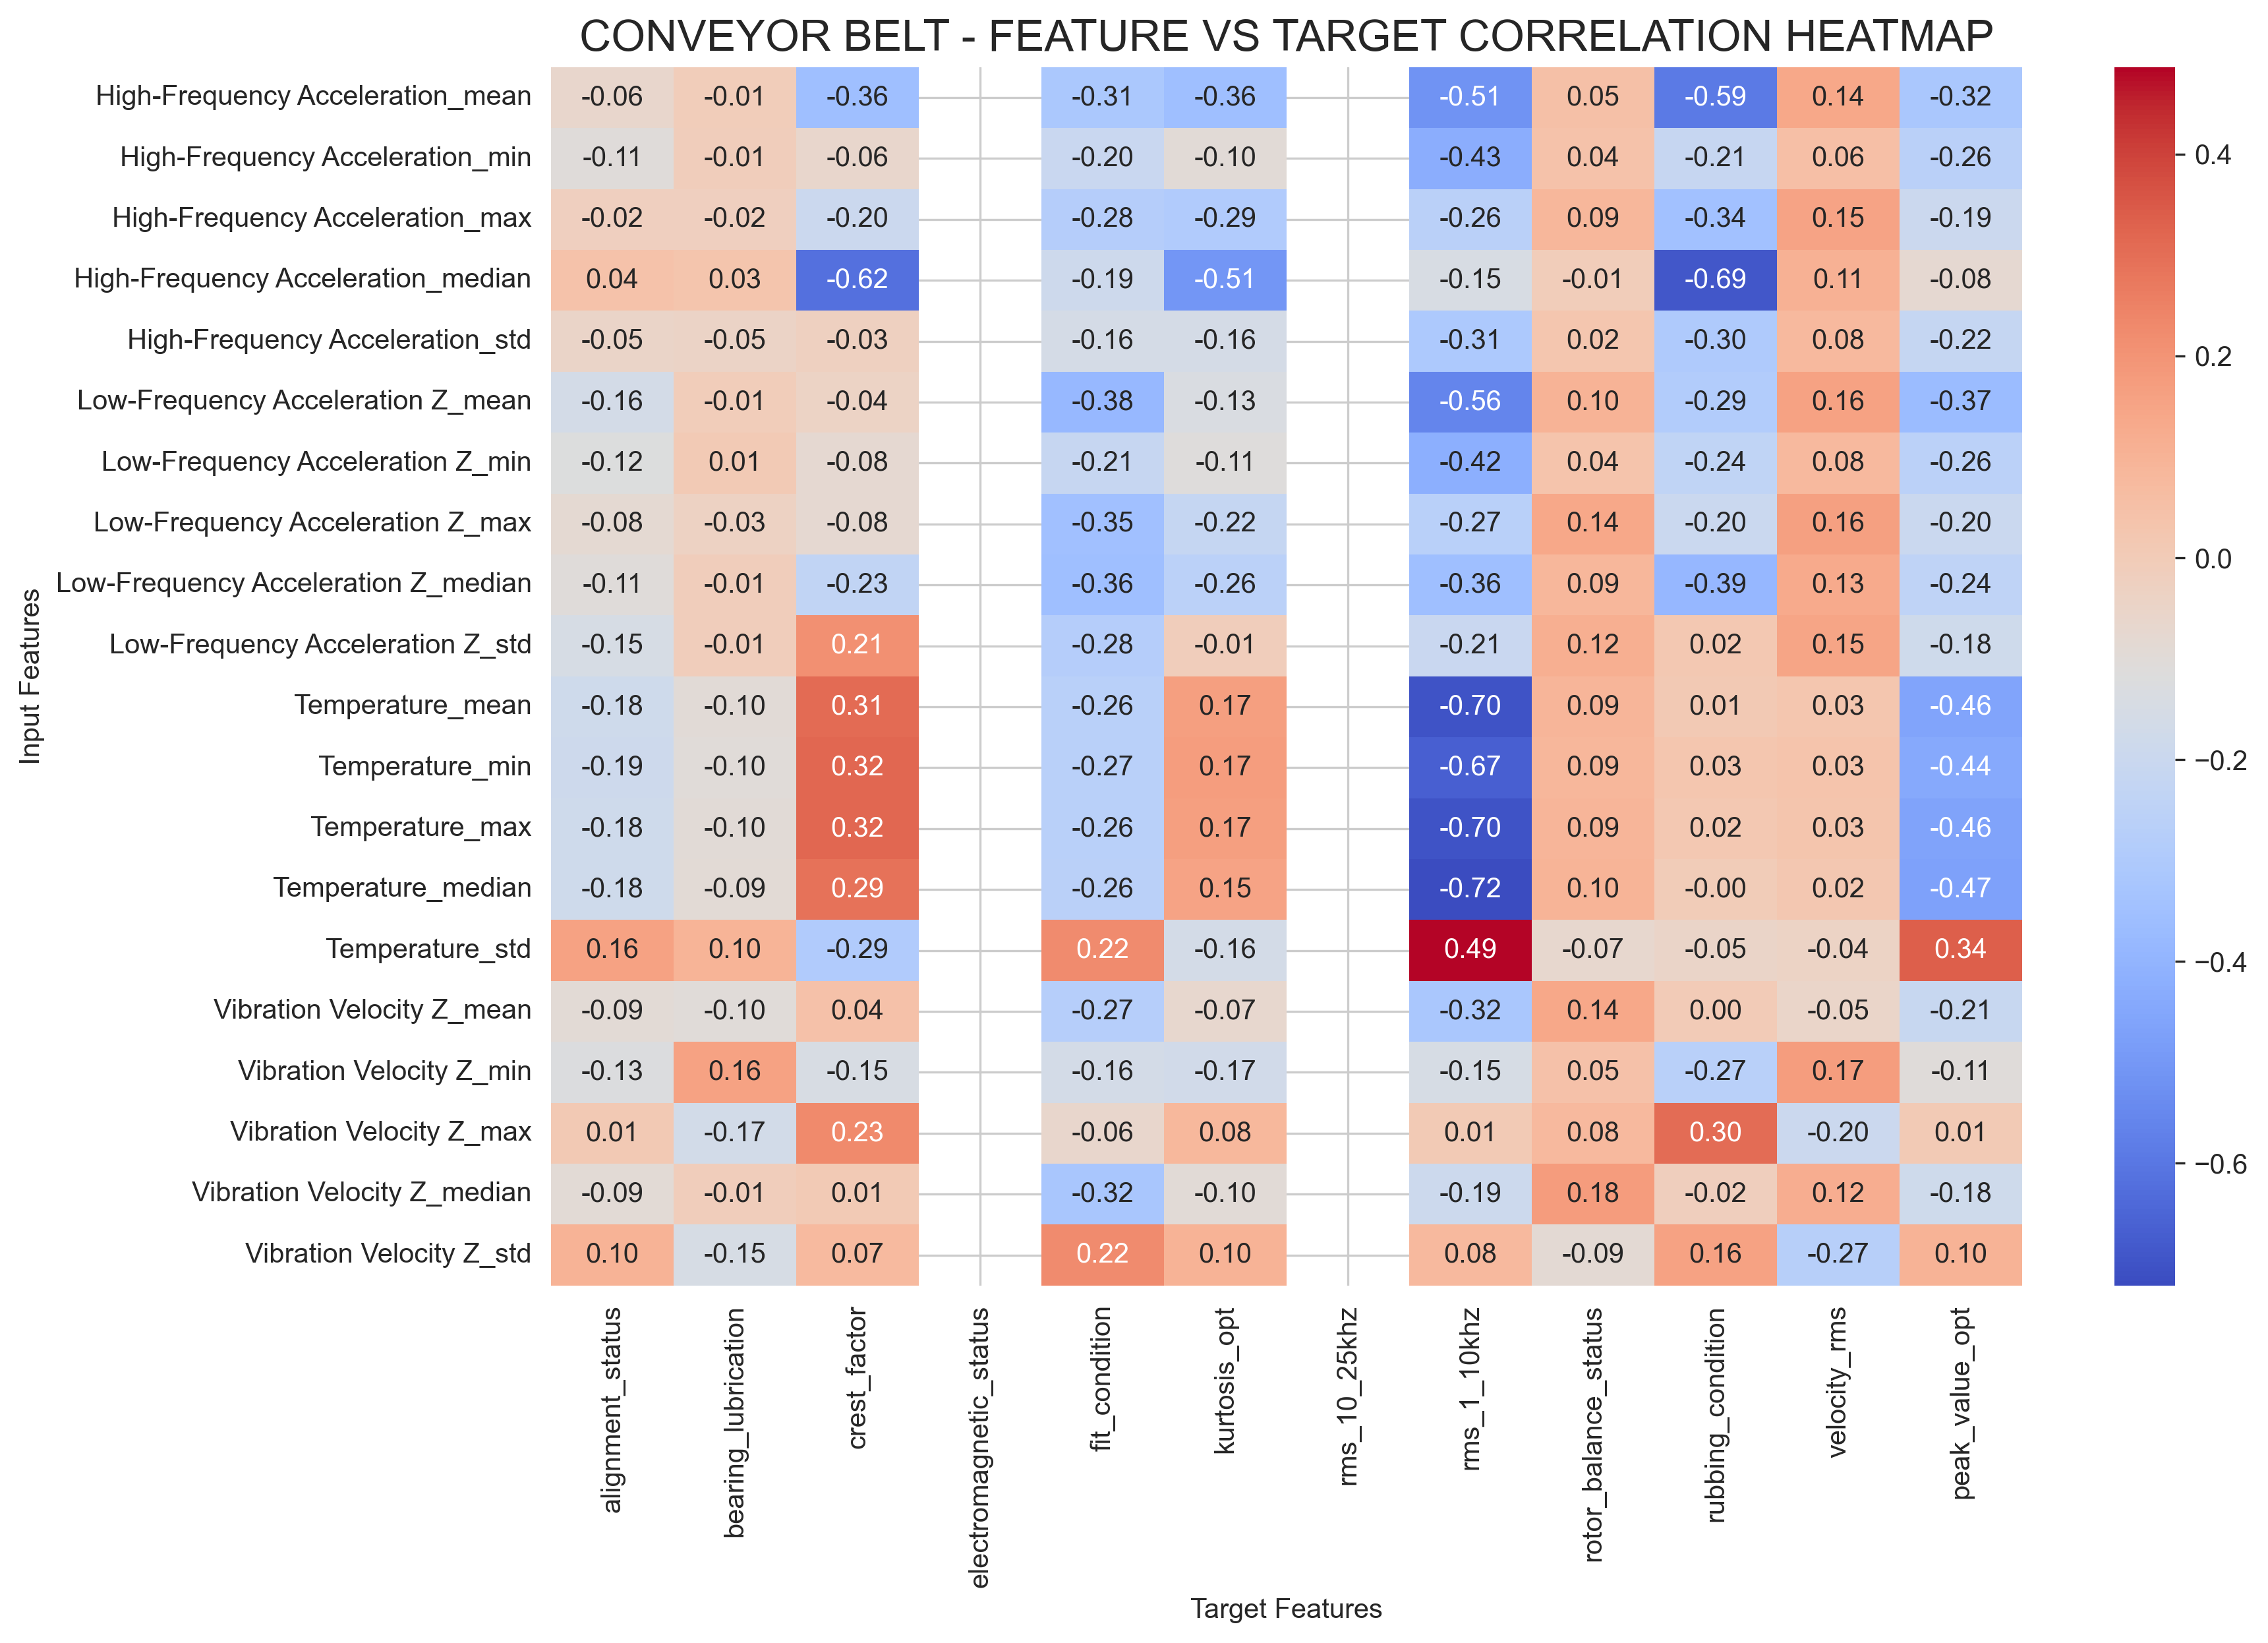 CONVEYOR BELT - FEATURE VS TARGET CORRELATION HEATMAP
High-Frequency Acceleration_mean -0.06 -0.01 -0.36 -0.31 -0.36 -0.51 0.05 -0.59 0.14 -0.32
High-Frequency Acceleration_min -0.11 -0.01 -0.06 -0.20 -0.10 -0.43 0.04 -0.21 0.06 -0.26
High-Frequency Acceleration_max -0.02 -0.02 -0.20 -0.28 -0.29 -0.26 0.09 -0.34 0.15 -0.19
High-Frequency Acceleration_median 0.04 0.03 -0.62 -0.19 -0.51 -0.15 -0.01 -0.69 0.11 -0.08
High-Frequency Acceleration_std -0.05 -0.05 -0.03 -0.16 -0.16 -0.31 0.02 -0.30 0.08 -0.22
Low-Frequency Acceleration Z_mean -0.16 -0.01 -0.04 -0.38 -0.13 -0.56 0.10 -0.29 0.16 -0.37
Low-Frequency Acceleration Z_min -0.12 0.01 -0.08 -0.21 -0.11 -0.42 0.04 -0.24 0.08 -0.26
Low-Frequency Acceleration Z_max -0.08 -0.03 -0.08 -0.35 -0.22 -0.27 0.14 -0.20 0.16 -0.20
Low-Frequency Acceleration Z_median -0.11 -0.01 -0.23 -0.36 -0.26 -0.36 0.09 -0.39 0.13 -0.24
Low-Frequency Acceleration Z_std -0.15 -0.01 0.21 -0.28 -0.01 -0.21 0.12 0.02 0.15 -0.18
Temperature_mean -0.18 -0.10 0.31 -0.26 0.17 -0.70 0.09 0.01 0.03 -0.46
Temperature_min -0.19 -0.10 0.32 -0.27 0.17 -0.67 0.09 0.03 0.03 -0.44
Temperature_max -0.18 -0.10 0.32 -0.26 0.17 -0.70 0.09 0.02 0.03 -0.46
Temperature_median -0.18 -0.09 0.29 -0.26 0.15 -0.72 0.10 -0.00 0.02 -0.47
Temperature_std 0.16 0.10 -0.29 0.22 -0.16 0.49 -0.07 -0.05 -0.04 0.34
Vibration Velocity Z_mean -0.09 -0.10 0.04 -0.27 -0.07 -0.32 0.14 0.00 -0.05 -0.21
Vibration Velocity Z_min -0.13 0.16 -0.15 -0.16 -0.17 -0.15 0.05 -0.27 0.17 -0.11
Vibration Velocity Z_max 0.01 -0.17 0.23 -0.06 0.08 0.01 0.08 0.30 -0.20 0.01
Vibration Velocity Z_median -0.09 -0.01 0.01 -0.32 -0.10 -0.19 0.18 -0.02 0.12 -0.18
Vibration Velocity Z_std 0.10 -0.15 0.07 0.22 0.10 0.08 -0.09 0.16 -0.27 0.10
Input Features
alignment_status
bearing_lubrication
crest_factor
electromagnetic_status
fit_condition
kurtosis_opt
rms_10_25khz
rms_1_10khz
rotor_balance_status
rubbing_condition
velocity_rms
peak_value_opt
Target Features
0.4
0.2
0.0
−0.2
−0.4
−0.6